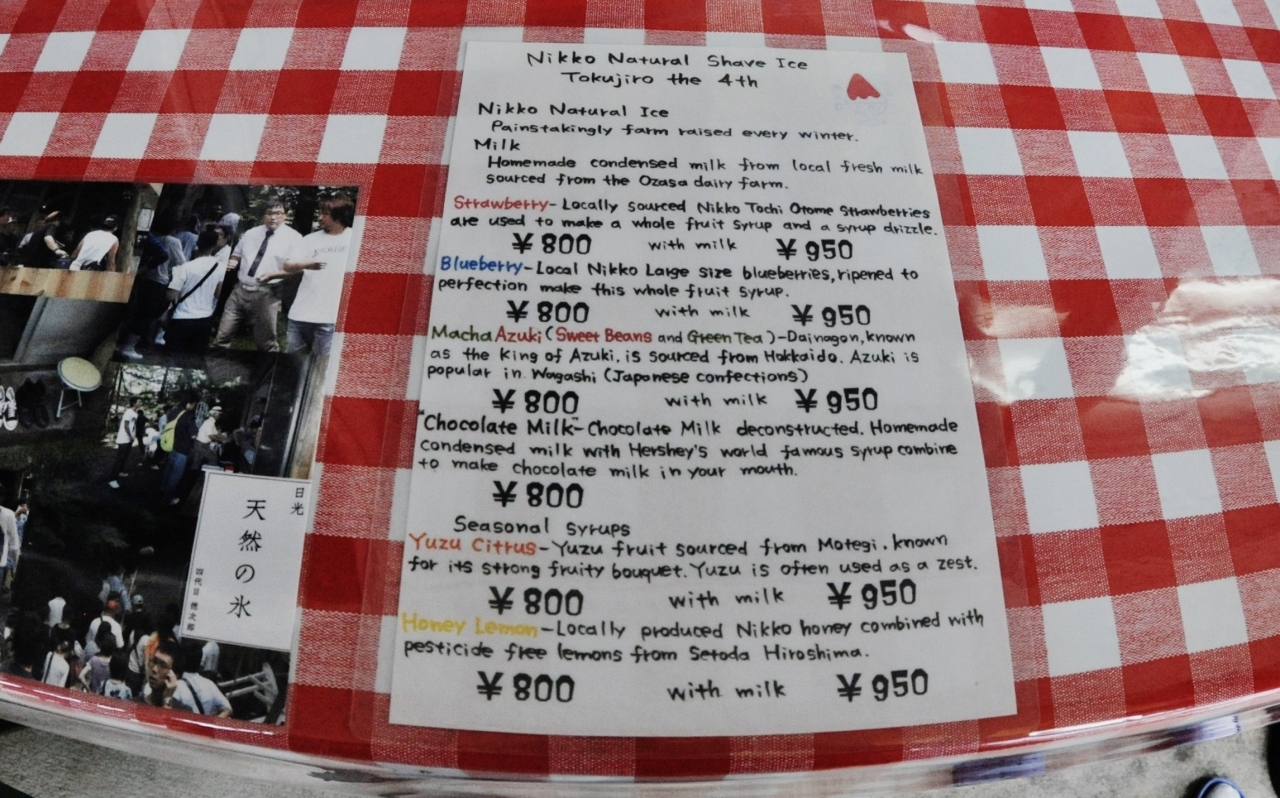 Nikko Natural Shave Ice
Tokujiro the 4th
Nikko Natural Ice
Painstakingly farm raised every winter.
Milk
Homemade condensed milk from local fresh milk
sourced from the Ozasa dairy farm.
Strawberry-Locally sourced Nikko Tochi Otome Strawberries
are used to make a whole fruit syrup and a syrup drizzle.
¥800 with milk ¥950
Blueberry-Local Nikko Large size blueberries, ripened to
perfection make this whole fruit syrup.
¥800 with milk ¥950
Macha Azuki (Sweet Beans and Green Tea)-Dainagon, known
as the King of Azuki, is sourced from Hokkaido. Azuki is
popular in Wagashi (Japanese confections)
¥800 with milk ¥950
"Chocolate Milk"-Chocolate Milk deconstructed. Homemade
condensed milk with Hershey's world famous syrup combine
to make chocolate milk in your mouth.
¥800
Seasonal syrups
Yuzu Citrus-Yuzu fruit sourced from Motegi, known
for its strong fruity bouquet. Yuzu is often used as a zest.
¥800 with milk ¥950
Honey Lemon-Locally produced Nikko honey combined with
pesticide free lemons from Setoda Hiroshima.
¥800 with milk ¥950
日光
天然の氷
四代目 徳次郎